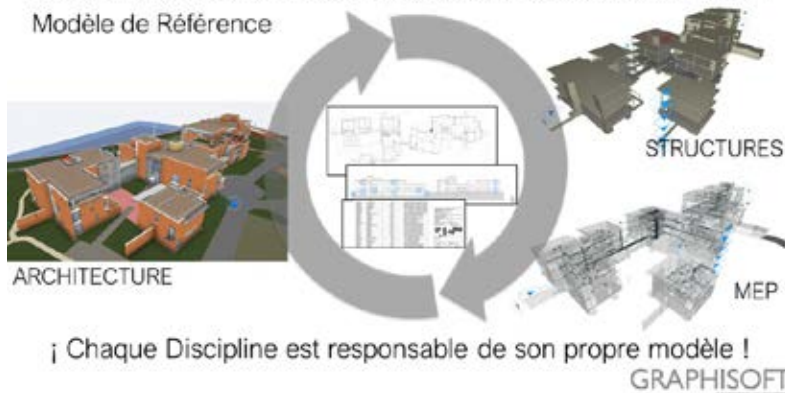 Modèle de Référence
STRUCTURES
ARCHITECTURE
MEP
¡ Chaque Discipline est responsable de son propre modèle !
GRAPHISOFT